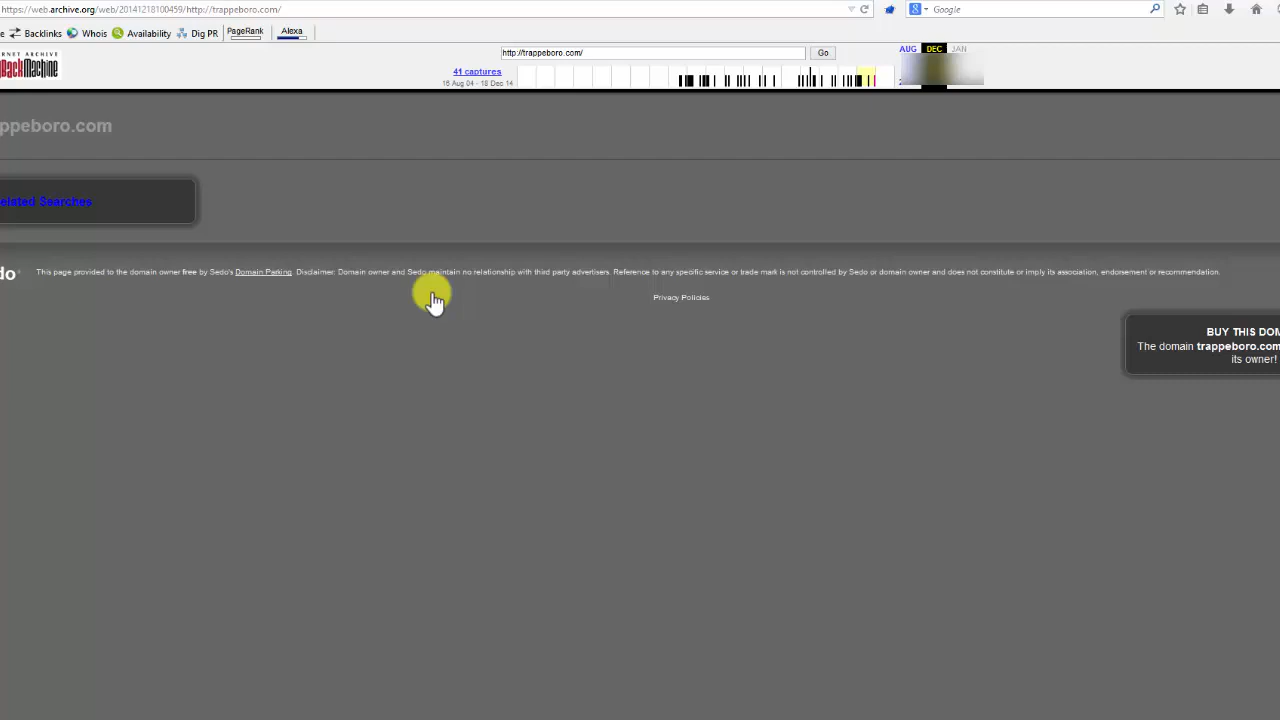 https://web.archive.org/web/20141218100459/http://trappeboro.com/
Google
e Backlinks Whois Availability Dig PR PageRank Alexa
RNET ARCHIVE
http://trappeboro.com/ Go
AUG DEC JAN
BackMachine
41 captures
16 Aug 04 - 18 Dec 14
ppeboro.com
elated Searches
do This page provided to the domain owner free by Sedo's Domain Parking. Disclaimer: Domain owner and Sedo maintain no relationship with third party advertisers. Reference to any specific service or trade mark is not controlled by Sedo or domain owner and does not constitute or imply its association, endorsement or recommendation.
Privacy Policies
BUY THIS DOM
The domain trappeboro.com
its owner!